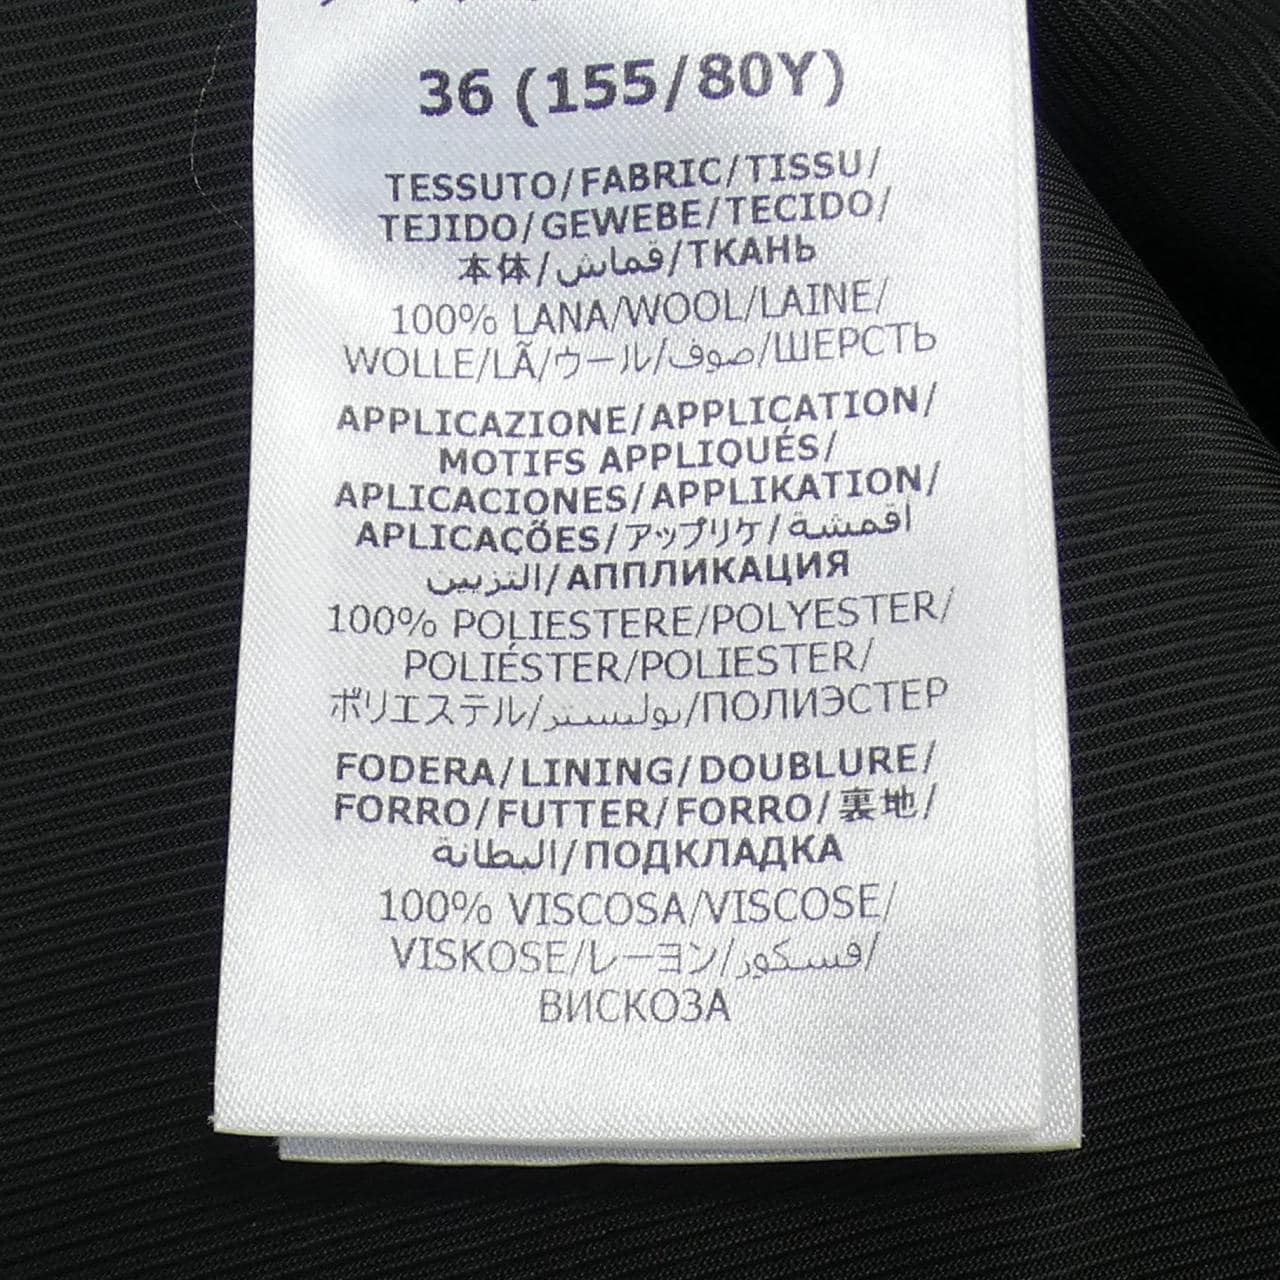 36 (155/80Y)
TESSUTO/FABRIC/TISSU/
TEJIDO/GEWEBE/TECIDO/
本体/قماش/ТКАНЬ
100% LANA/WOOL/LAINE/
WOLLE/LÃ/ウール/صوف/ШЕРСТЬ
APPLICAZIONE/APPLICATION/
MOTIFS APPLIQUÉS/
APLICACIONES/APPLIKATION/
APLICAÇÕES/アップリケ/أقمشة
التزيين/АППЛИКАЦИЯ
100% POLIESTERE/POLYESTER/
POLIÉSTER/POLIESTER/
ポリエステル/بوليستر/ПОЛИЭСТЕР
FODERA/LINING/DOUBLURE/
FORRO/FUTTER/FORRO/裏地/
البطانة/ПОДКЛАДКА
100% VISCOSA/VISCOSE/
VISKOSE/レーヨン/فسكوز/
ВИСКОЗА